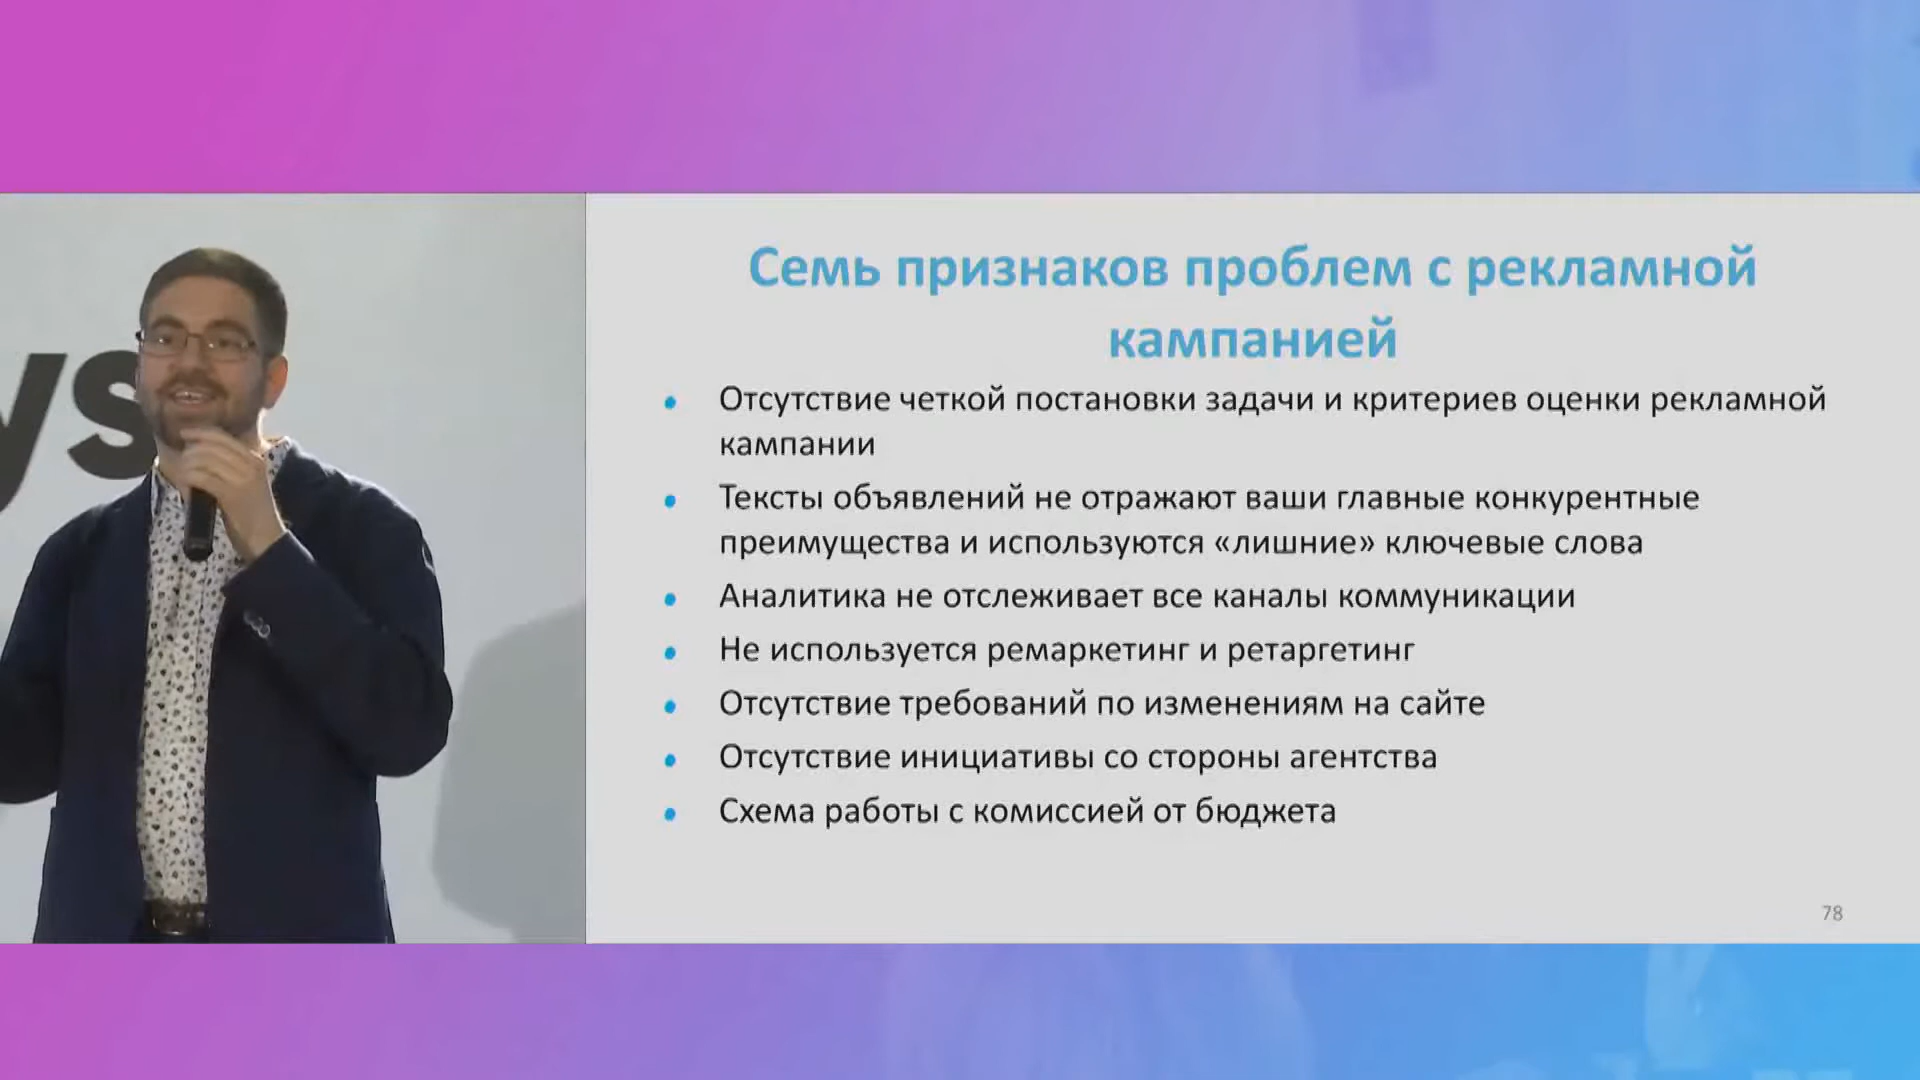 Семь признаков проблем с рекламной
кампанией
• Отсутствие четкой постановки задачи и критериев оценки рекламной
кампании
• Тексты объявлений не отражают ваши главные конкурентные
преимущества и используются «лишние» ключевые слова
• Аналитика не отслеживает все каналы коммуникации
• Не используется ремаркетинг и ретаргетинг
• Отсутствие требований по изменениям на сайте
• Отсутствие инициативы со стороны агентства
• Схема работы с комиссией от бюджета
78
ys